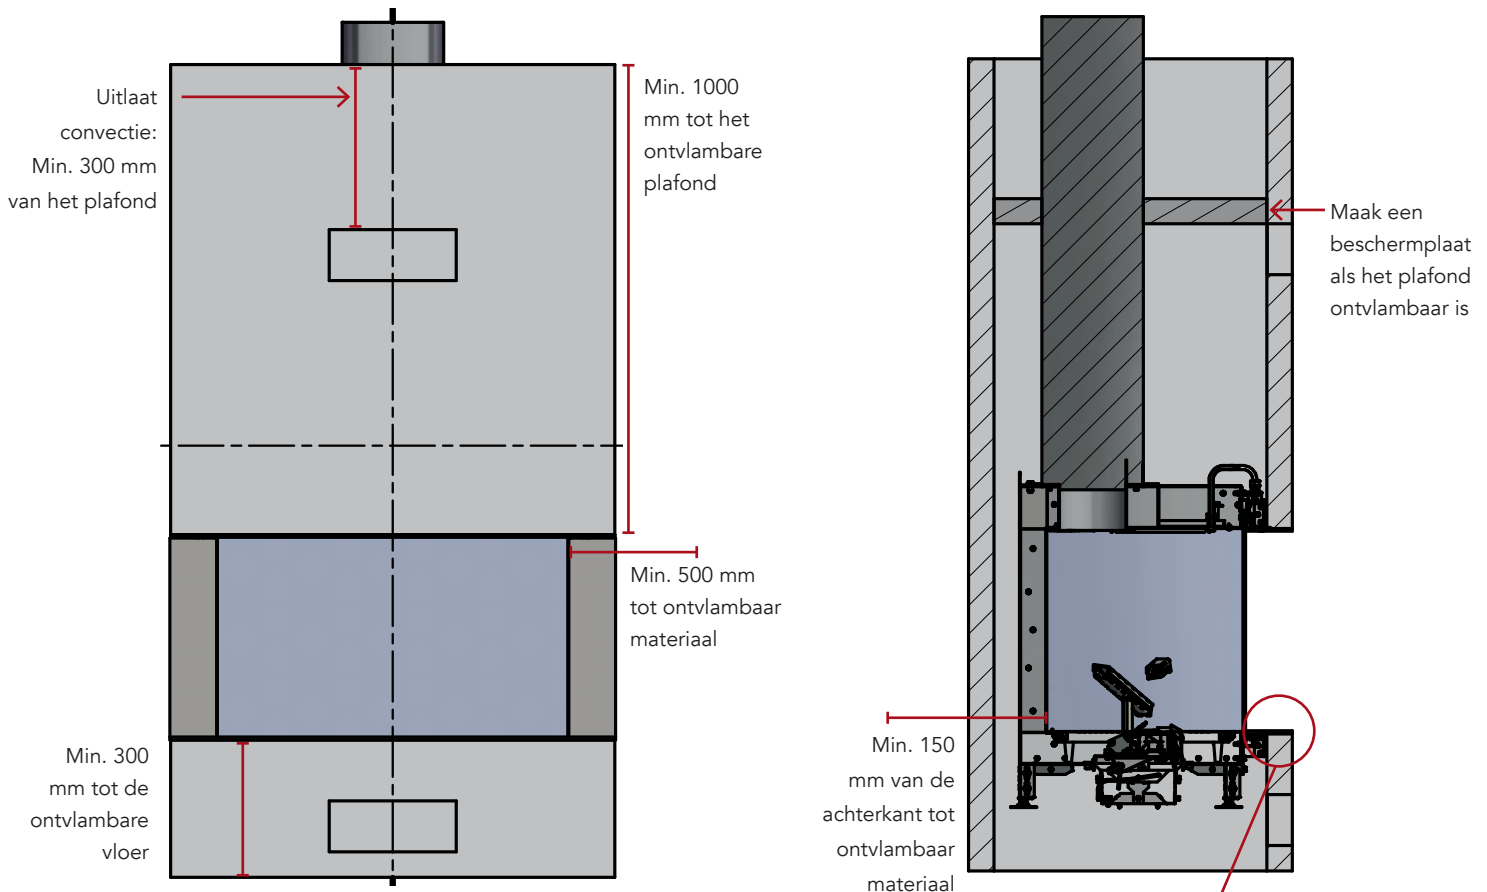 Uitlaat
convectie:
Min. 300 mm
van het plafond
Min. 1000
mm tot het
ontvlambare
plafond
Min. 500 mm
tot ontvlambaar
materiaal
Min. 300
mm tot de
ontvlambare
vloer
Maak een
beschermplaat
als het plafond
ontvlambaar is
Min. 150
mm van de
achterkant tot
ontvlambaar
materiaal